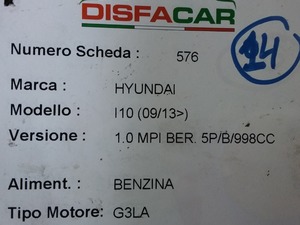 DISFACAR
Numero Scheda : 576
14
Marca : HYUNDAI
Modello : I10 (09/13>)
Versione : 1.0 MPI BER. 5P/B/998CC
Aliment. : BENZINA
Tipo Motore: G3LA